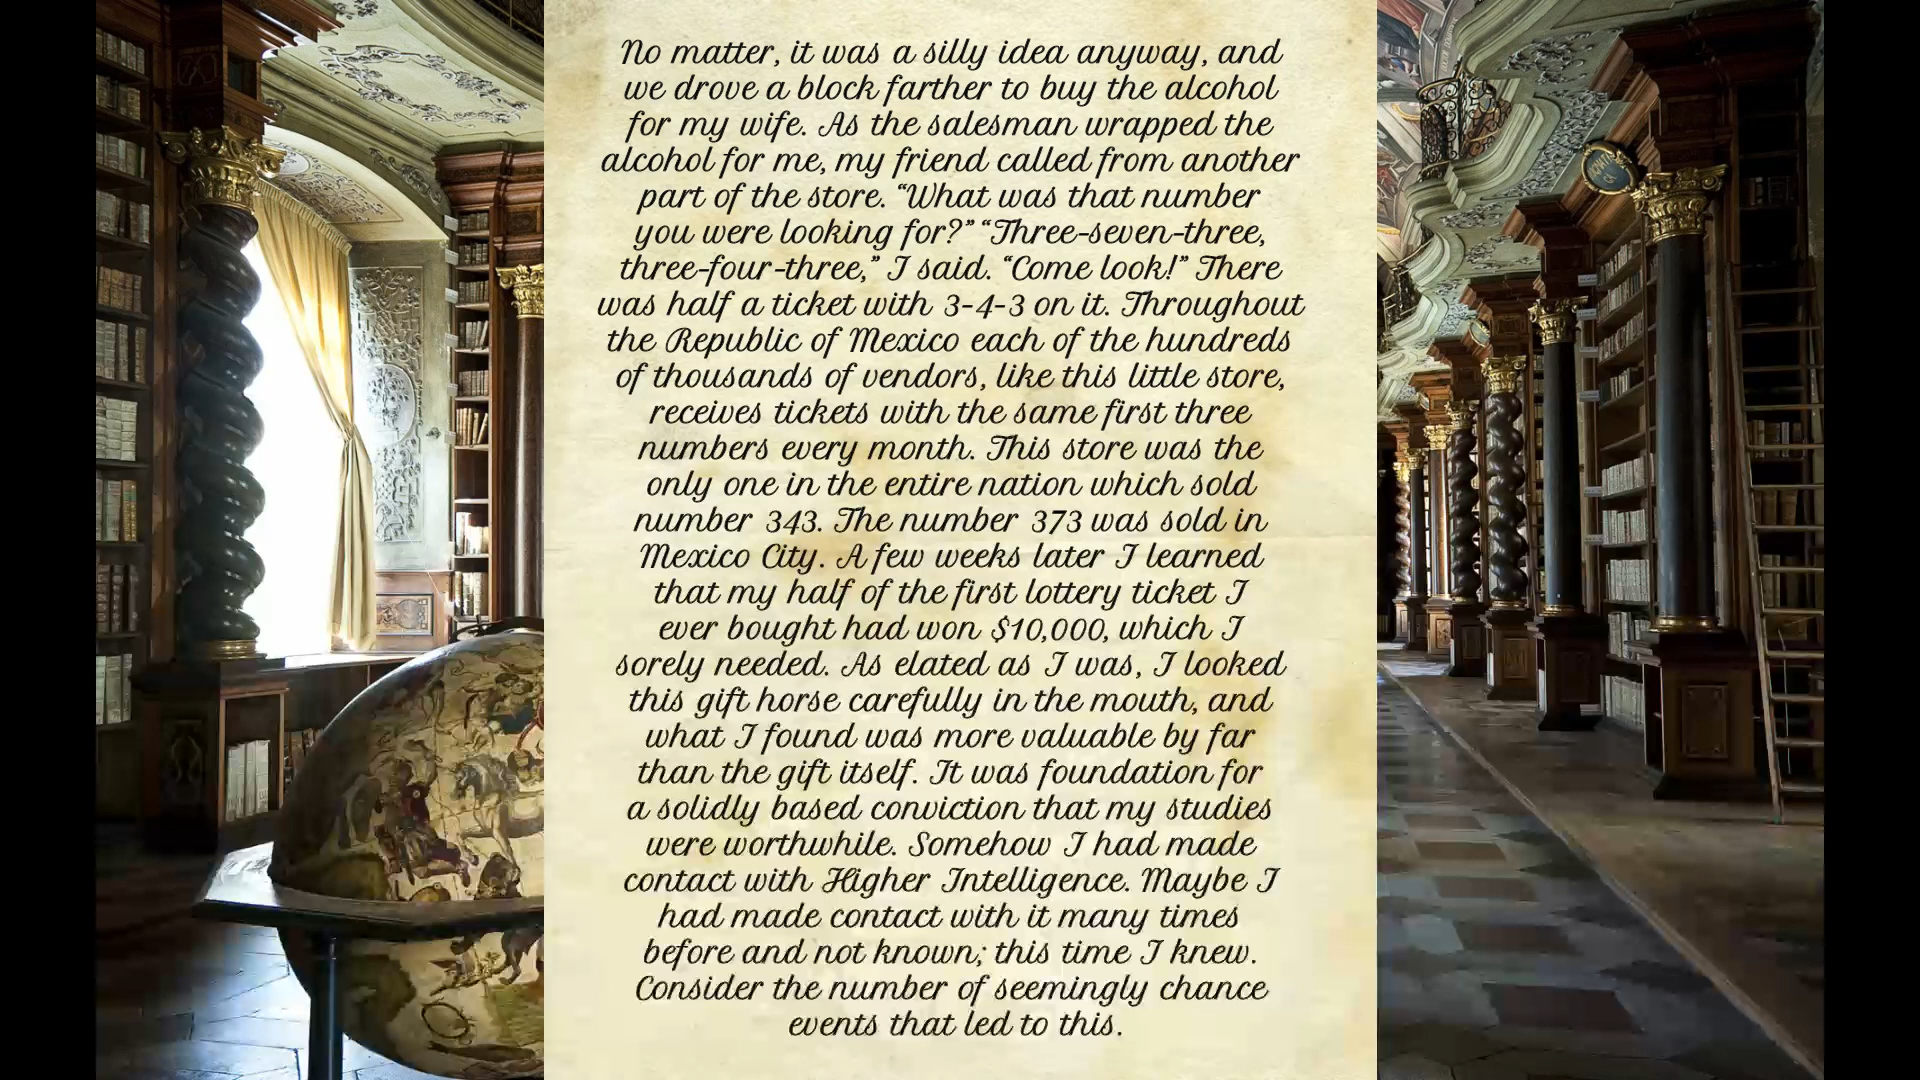 No matter, it was a silly idea anyway, and
we drove a block farther to buy the alcohol
for my wife. As the salesman wrapped the
alcohol for me, my friend called from another
part of the store. “What was that number
you were looking for?” “Three-seven-three,
three-four-three,” I said. “Come look!” There
was half a ticket with 3-4-3 on it. Throughout
the Republic of Mexico each of the hundreds
of thousands of vendors, like this little store,
receives tickets with the same first three
numbers every month. This store was the
only one in the entire nation which sold
number 343. The number 373 was sold in
Mexico City. A few weeks later I learned
that my half of the first lottery ticket I
ever bought had won $10,000, which I
sorely needed. As elated as I was, I looked
this gift horse carefully in the mouth, and
what I found was more valuable by far
than the gift itself. It was foundation for
a solidly based conviction that my studies
were worthwhile. Somehow I had made
contact with Higher Intelligence. Maybe I
had made contact with it many times
before and not known; this time I knew.
Consider the number of seemingly chance
events that led to this.